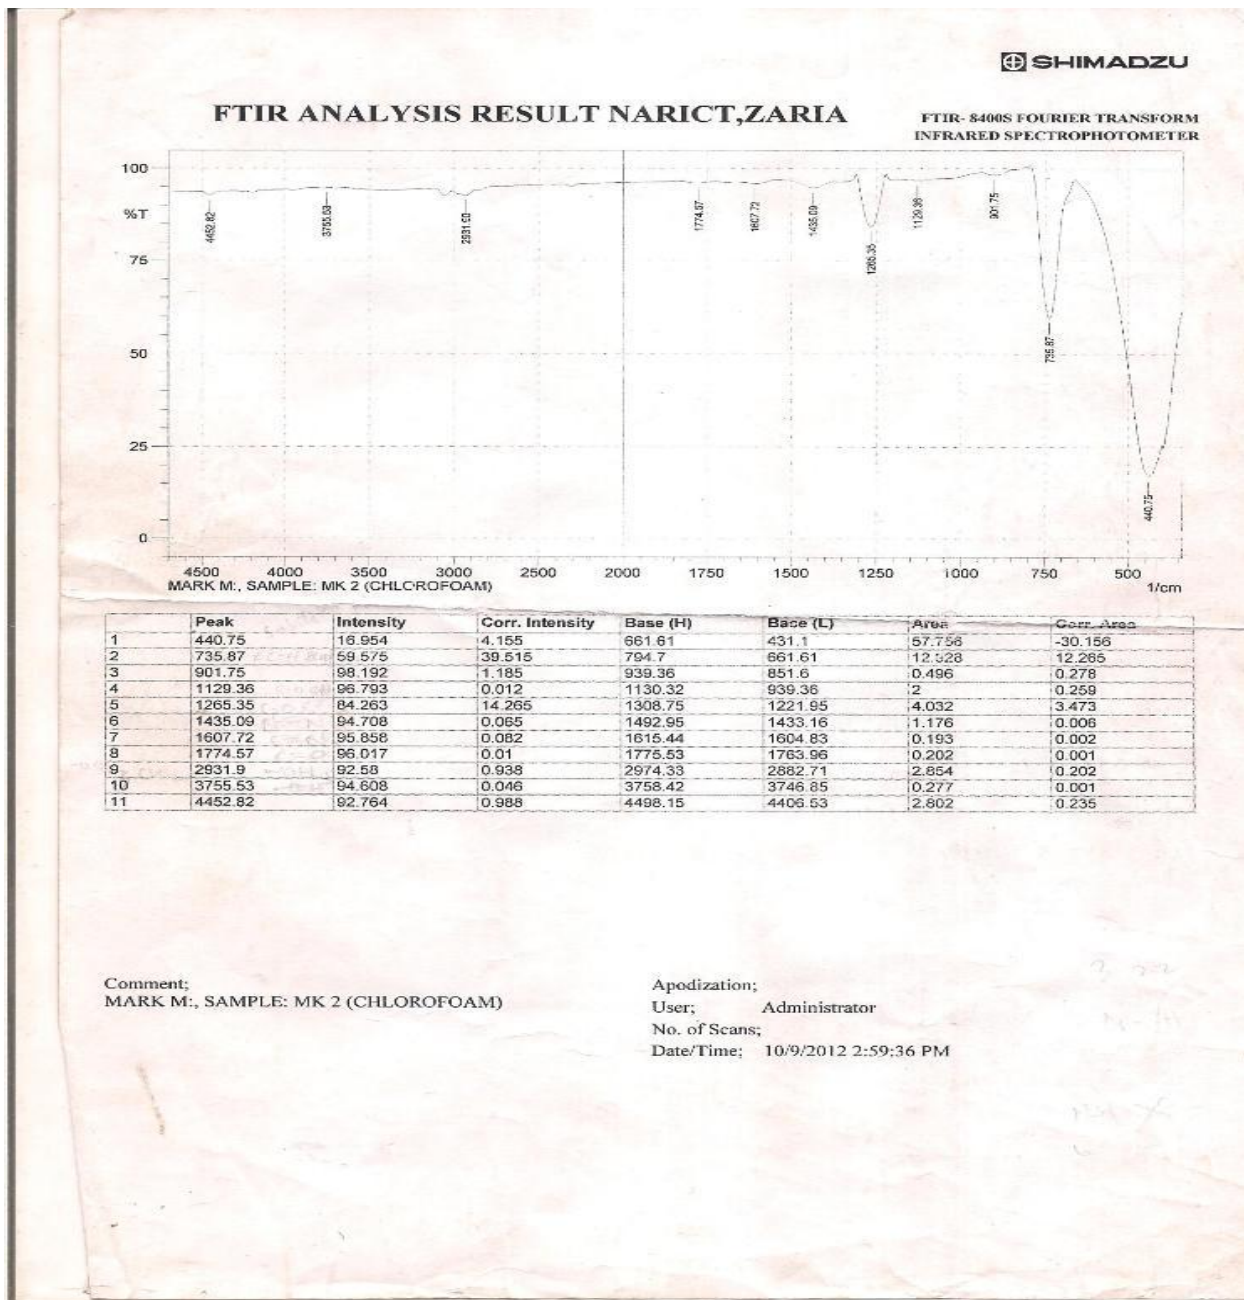 SHIMADZU
FTIR ANALYSIS RESULT NARICT,ZARIA
FTIR- 8400S FOURIER TRANSFORM
INFRARED SPECTROPHOTOMETER
100
%T
75
50
25
0
4452.82
3755.53
2931.90
1774.57
1607.72
1435.09
1265.35
1129.36
901.75
735.87
440.75
4500 4000 3500 3000 2500 2000 1750 1500 1250 1000 750 500
1/cm
MARK M:, SAMPLE: MK 2 (CHLOROFOAM)
Peak Intensity Corr. Intensity Base (H) Base (L) Area Corr. Area
1 440.75 16.954 4.155 661.61 431.1 57.756 -30.156
2 735.87 59.575 39.515 794.7 661.61 12.528 12.265
3 901.75 98.192 1.185 939.36 851.6 0.496 0.278
4 1129.36 96.793 0.012 1130.32 939.36 2 0.259
5 1265.35 84.263 14.265 1308.75 1221.95 4.032 3.473
6 1435.09 94.708 0.065 1492.95 1433.16 1.176 0.006
7 1607.72 95.858 0.082 1615.44 1604.83 0.193 0.002
8 1774.57 96.017 0.01 1775.53 1763.96 0.202 0.001
9 2931.9 92.58 0.938 2974.33 2882.71 2.854 0.202
10 3755.53 94.608 0.046 3758.42 3746.85 0.277 0.001
11 4452.82 92.764 0.988 4498.15 4406.53 2.802 0.235
Comment;
MARK M:, SAMPLE: MK 2 (CHLOROFOAM)
Apodization;
User; Administrator
No. of Scans;
Date/Time; 10/9/2012 2:59:36 PM